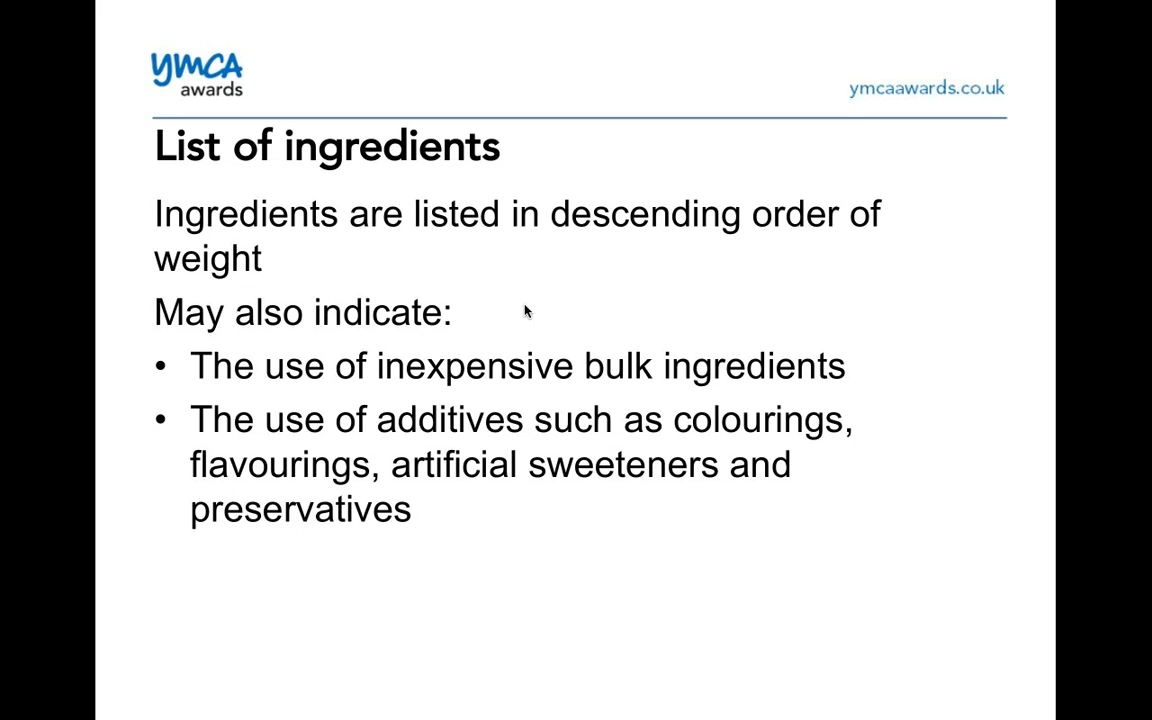 ymca
awards
ymcaawards.co.uk
List of ingredients
Ingredients are listed in descending order of
weight
May also indicate:
• The use of inexpensive bulk ingredients
• The use of additives such as colourings,
flavourings, artificial sweeteners and
preservatives